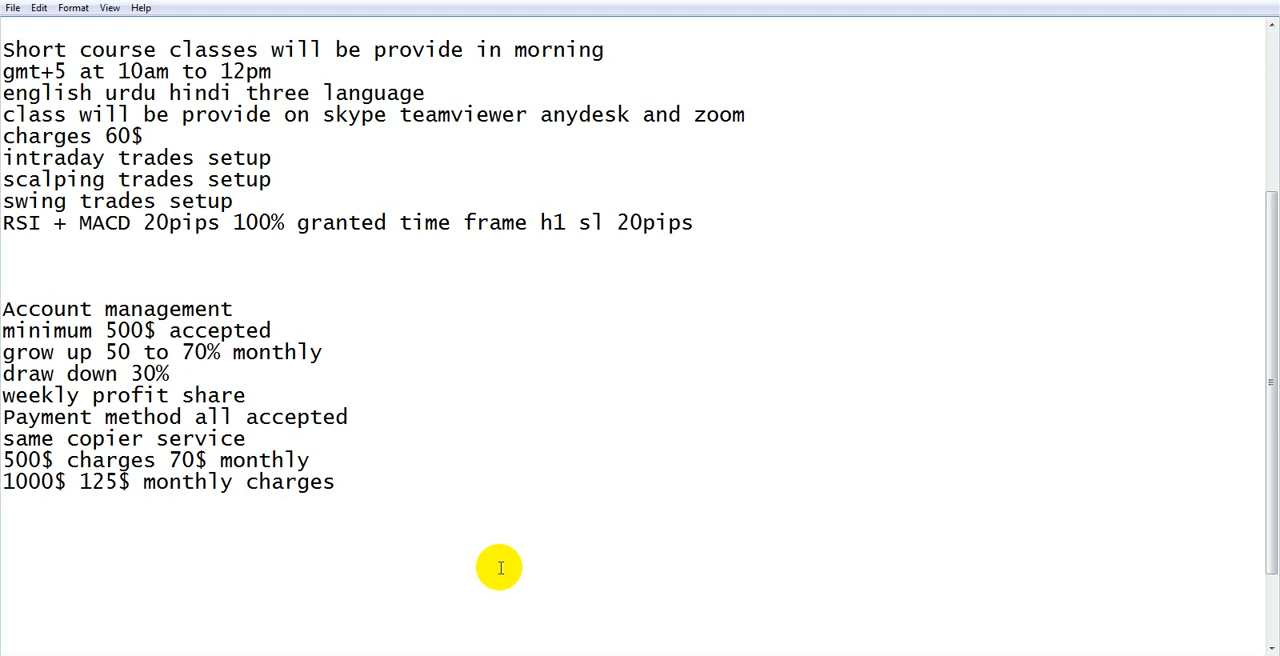 File Edit Format View Help
Short course classes will be provide in morning
gmt+5 at 10am to 12pm
english urdu hindi three language
class will be provide on skype teamviewer anydesk and zoom
charges 60$
intraday trades setup
scalping trades setup
swing trades setup
RSI + MACD 20pips 100% granted time frame h1 sl 20pips
Account management
minimum 500$ accepted
grow up 50 to 70% monthly
draw down 30%
weekly profit share
Payment method all accepted
same copier service
500$ charges 70$ monthly
1000$ 125$ monthly charges